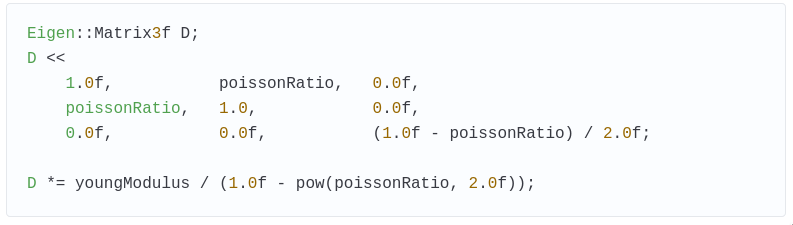 Eigen::Matrix3f D;
D <<
    1.0f,           poissonRatio,   0.0f,
    poissonRatio,   1.0,            0.0f,
    0.0f,           0.0f,           (1.0f - poissonRatio) / 2.0f;
D *= youngModulus / (1.0f - pow(poissonRatio, 2.0f));